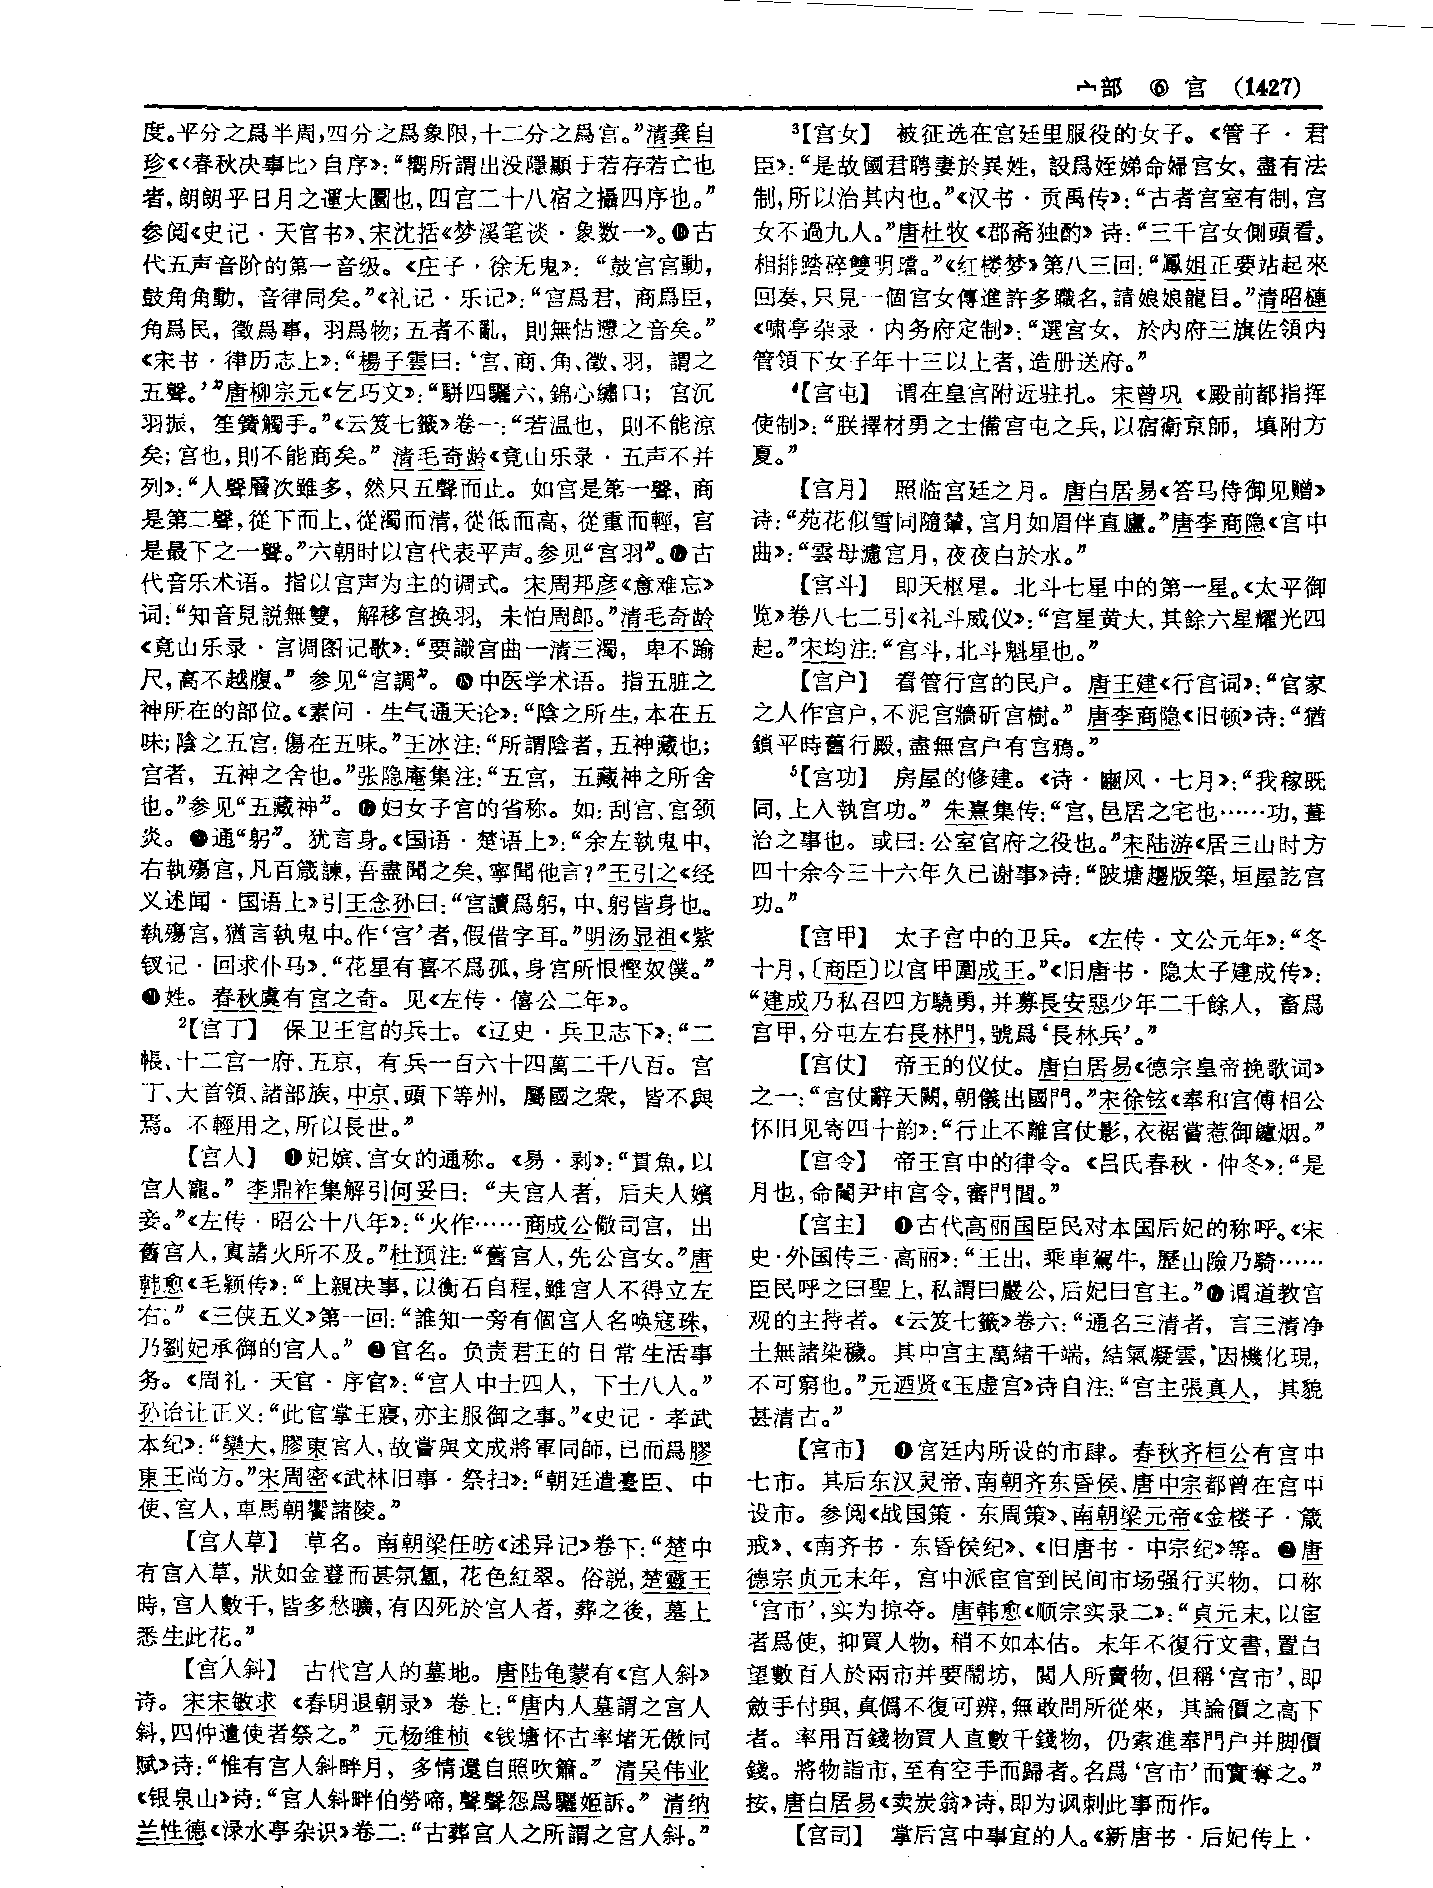 宀部 ⑥ 宫 (1427)
度。平分之爲半周,四分之爲象限,十二分之爲宫。”清龚自
珍《〈春秋决事比〉自序》:“嚮所謂出没隱顯于若存若亡也
者,朗朗乎日月之運大圜也,四宫二十八宿之攝四序也。”
参阅《史记·天官书》、宋沈括《梦溪笔谈·象数一》。⓰古
代五声音阶的第一音级。《庄子·徐无鬼》:“鼓宫宫動,
鼓角角動,音律同矣。”《礼记·乐记》:“宫爲君,商爲臣,
角爲民,徵爲事,羽爲物;五者不亂,則無怗懘之音矣。”
《宋书·律历志上》:“楊子雲曰:‘宫、商、角、徵、羽,謂之
五聲。’”唐柳宗元《乞巧文》:“駢四驪六,錦心繡口;宫沉
羽振,笙簧觸手。”《云笈七籤》卷一:“若温也,則不能凉
矣;宫也,則不能商矣。”清毛奇龄《竟山乐录·五声不并
列》:“人聲層次雖多,然只五聲而止。如宫是第一聲,商
是第二聲,從下而上,從濁而清,從低而高,從重而輕,宫
是最下之一聲。”六朝时以宫代表平声。参见“宫羽”。⓱古
代音乐术语。指以宫声为主的调式。宋周邦彦《意难忘》
词:“知音見説無雙,解移宫换羽,未怕周郎。”清毛奇龄
《竟山乐录·宫调图记歌》:“要識宫曲一清三濁,卑不踰
尺,高不越腹。”参见“宫調”。⓲中医学术语。指五脏之
神所在的部位。《素问·生气通天论》:“陰之所生,本在五
味;陰之五宫,傷在五味。”王冰注:“所謂陰者,五神藏也;
宫者,五神之舍也。”张隐庵集注:“五宫,五藏神之所舍
也。”参见“五藏神”。⓳妇女子宫的省称。如:刮宫、宫颈
炎。⓴通“躬”。犹言身。《国语·楚语上》:“余左執鬼中,
右執殤宫,凡百箴諫,吾盡聞之矣、寧聞他言?”王引之《经
义述闻·国语上》引王念孙曰:“宫讀爲躬,中、躬皆身也。
執殤宫,猶言執鬼中。作‘宫’者,假借字耳。”明汤显祖《紫
钗记·回求仆马》:“花星有喜不爲孤,身宫所恨慳奴僕。”
㉑姓。春秋虞有宫之奇。见《左传·僖公二年》。
²【宫丁】 保卫王宫的兵士。《辽史·兵卫志下》:“二
帳、十二宫一府、五京,有兵一百六十四萬二千八百。宫
丁、大首領、諸部族,中京、頭下等州,屬國之衆,皆不與
焉。不輕用之,所以長世。”
【宫人】 ❶妃嫔、宫女的通称。《易·剥》:“貫魚,以
宫人寵。”李鼎祚集解引何妥曰:“夫宫人者,后夫人嬪
妾。”《左传·昭公十八年》:“火作……商成公儆司宫,出
舊宫人,寘諸火所不及。”杜预注:“舊宫人,先公宫女。”唐
韩愈《毛颖传》:“上親决事,以衡石自程,雖宫人不得立左
右。”《三侠五义》第一回:“誰知一旁有個宫人名唤寇珠,
乃劉妃承御的宫人。”❷官名。负责君王的日常生活事
务。《周礼·天官·序官》:“宫人中士四人,下士八人。”
孙诒让正义:“此官掌王寢,亦主服御之事。”《史记·孝武
本纪》:“欒大,膠東宫人,故嘗與文成將軍同師,已而爲膠
東王尚方。”宋周密《武林旧事·祭扫》:“朝廷遣臺臣、中
使、宫人,車馬朝饗諸陵。”
【宫人草】 草名。南朝梁任昉《述异记》卷下:“楚中
有宫人草,狀如金䔲而甚氛氲,花色紅翠。俗説,楚靈王
時,宫人數千,皆多愁曠,有囚死於宫人者,葬之後,墓上
悉生此花。”
【宫人斜】 古代宫人的墓地。唐陆龟蒙有《宫人斜》
诗。宋宋敏求《春明退朝录》卷上:“唐内人墓謂之宫人
斜,四仲遣使者祭之。”元杨维桢《钱塘怀古率堵无傲同
赋》诗:“惟有宫人斜畔月,多情還自照吹簫。”清吴伟业
《银泉山》诗:“宫人斜畔伯勞啼,聲聲怨爲驪姬訴。”清纳
兰性德《渌水亭杂识》卷二:“古葬宫人之所謂之宫人斜。”
³【宫女】 被征选在宫廷里服役的女子。《管子·君
臣》:“是故國君聘妻於異姓,設爲姪娣命婦宫女,盡有法
制,所以治其内也。”《汉书·贡禹传》:“古者宫室有制,宫
女不過九人。”唐杜牧《郡斋独酌》诗:“三千宫女側頭看,
相排踏碎雙明璫。”《红楼梦》第八三回:“鳳姐正要站起來
回奏,只見一個宫女傳進許多職名,請娘娘龍目。”清昭槤
《啸亭杂录·内务府定制》:“選宫女,於内府三旗佐領内
管領下女子年十三以上者,造册送府。”
⁴【宫屯】 谓在皇宫附近驻扎。宋曾巩《殿前都指挥
使制》:“朕擇材勇之士備宫屯之兵,以宿衛京師,填附方
夏。”
【宫月】 照临宫廷之月。唐白居易《答马侍御见赠》
诗:“苑花似雪同隨輦,宫月如眉伴直廬。”唐李商隐《宫中
曲》:“雲母濾宫月,夜夜白於水。”
【宫斗】 即天枢星。北斗七星中的第一星。《太平御
览》卷八七二引《礼斗威仪》:“宫星黄大,其餘六星耀光四
起。”宋均注:“宫斗,北斗魁星也。”
【宫户】 看管行宫的民户。唐王建《行宫词》:“官家
之人作宫户,不泥宫牆斫宫樹。”唐李商隐《旧顿》诗:“猶
鎖平時舊行殿,盡無宫户有宫鴉。”
⁵【宫功】 房屋的修建。《诗·豳风·七月》:“我稼既
同,上入執宫功。”朱熹集传:“宫,邑居之宅也……功,葺
治之事也。或曰:公室官府之役也。”宋陆游《居三山时方
四十余今三十六年久已谢事》诗:“陂塘趨版築,垣屋訖宫
功。”
【宫甲】 太子宫中的卫兵。《左传·文公元年》:“冬
十月,〔商臣〕以宫甲圍成王。”《旧唐书·隐太子建成传》:
“建成乃私召四方驍勇,并募長安惡少年二千餘人,畜爲
宫甲,分屯左右長林門,號爲‘長林兵’。”
【宫仗】 帝王的仪仗。唐白居易《德宗皇帝挽歌词》
之一:“宫仗辭天闕,朝儀出國門。”宋徐铉《奉和宫傅相公
怀旧见寄四十韵》:“行止不離宫仗影,衣裾嘗惹御鑪烟。”
【宫令】 帝王宫中的律令。《吕氏春秋·仲冬》:“是
月也,命閹尹申宫令,審門閭。”
【宫主】 ❶古代高丽国臣民对本国后妃的称呼。《宋
史·外国传三·高丽》:“王出,乘車駕牛,歷山險乃騎……
臣民呼之曰聖上,私謂曰嚴公,后妃曰宫主。”❷谓道教宫
观的主持者。《云笈七籤》卷六:“通名三清者,言三清净
土無諸染穢。其中宫主萬緒千端,結氣凝雲,因機化現,
不可窮也。”元迺贤《玉虚宫》诗自注:“宫主張真人,其貌
甚清古。”
【宫市】 ❶宫廷内所设的市肆。春秋齐桓公有宫中
七市。其后东汉灵帝、南朝齐东昏侯、唐中宗都曾在宫中
设市。参阅《战国策·东周策》、南朝梁元帝《金楼子·箴
戒》、《南齐书·东昏侯纪》、《旧唐书·中宗纪》等。❷唐
德宗贞元末年,宫中派宦官到民间市场强行买物,口称
‘宫市’,实为掠夺。唐韩愈《顺宗实录二》:“貞元末,以宦
者爲使,抑買人物,稍不如本估。末年不復行文書,置白
望數百人於兩市并要鬧坊,閲人所賣物,但稱‘宫市’,即
斂手付與,真僞不復可辨,無敢問所從來,其論價之高下
者。率用百錢物買人直數千錢物,仍索進奉門户并脚價
錢。將物詣市,至有空手而歸者。名爲‘宫市’而實奪之。”
按,唐白居易《卖炭翁》诗,即为讽刺此事而作。
【宫司】 掌后宫中事宜的人。《新唐书·后妃传上·